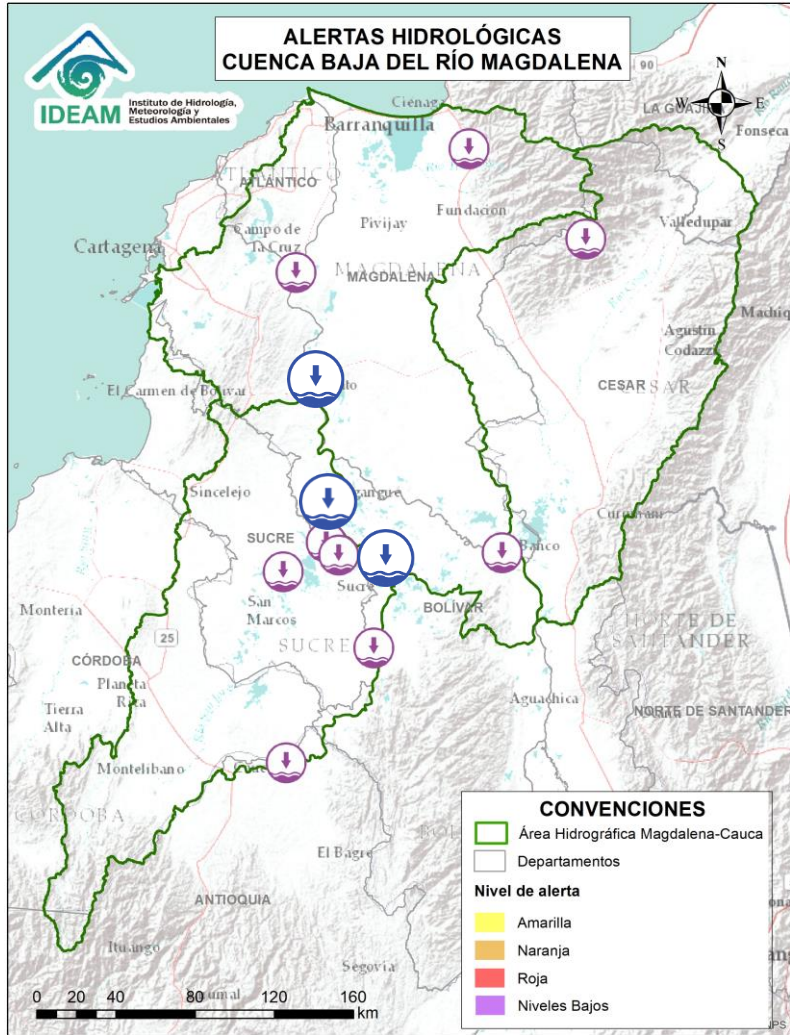 ALERTAS HIDROLÓGICAS
CUENCA BAJA DEL RÍO MAGDALENA
IDEAM
Instituto de Hidrología,
Meteorología y
Estudios Ambientales
N
W E
S
90
LA GUAJIRA
Ciénaga
Barranquilla
Fonseca
ATLÁNTICO
ATLÁNTICO
Fundación
Pivijay
Valledupar
Campo de
la Cruz
Cartagena
MAGDALENA
MAGDALENA
Agustín
Codazzi
CESAR
CESAR
El Carmen de Bolívar
Sincelejo
Banco
SUCRE
Sucre
San
Marcos
BOLÍVAR
Montería
SUCRE
NORTE DE
SANTANDER
25
CÓRDOBA
Planeta
Rica
Tierra
Alta
Aguachica
NORTE DE SANTANDER
Montelíbano
CÓRDOBA
El Bagre
ANTIOQUIA
Ituango
Segovia
0 20 40 80 120 160
km
CONVENCIONES
Área Hidrográfica Magdalena-Cauca
Departamentos
Nivel de alerta
Amarilla
Naranja
Roja
Niveles Bajos